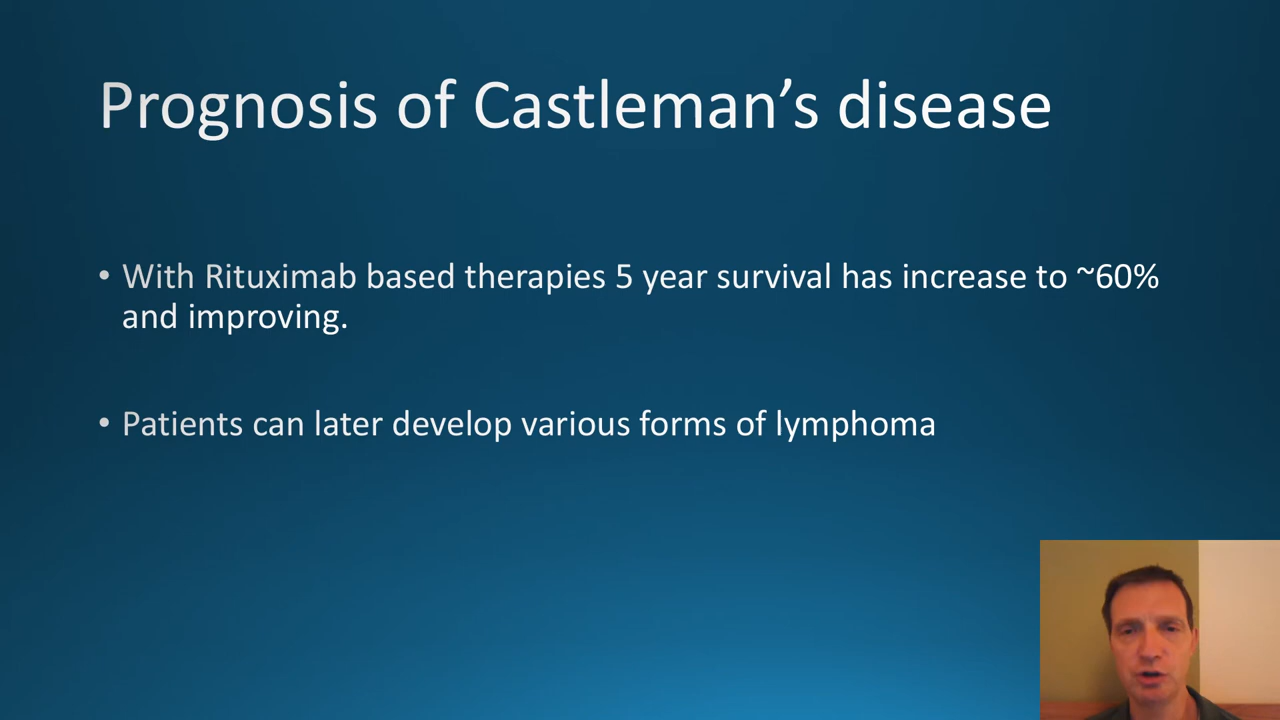 Prognosis of Castleman’s disease
• With Rituximab based therapies 5 year survival has increase to ~60%
and improving.
• Patients can later develop various forms of lymphoma